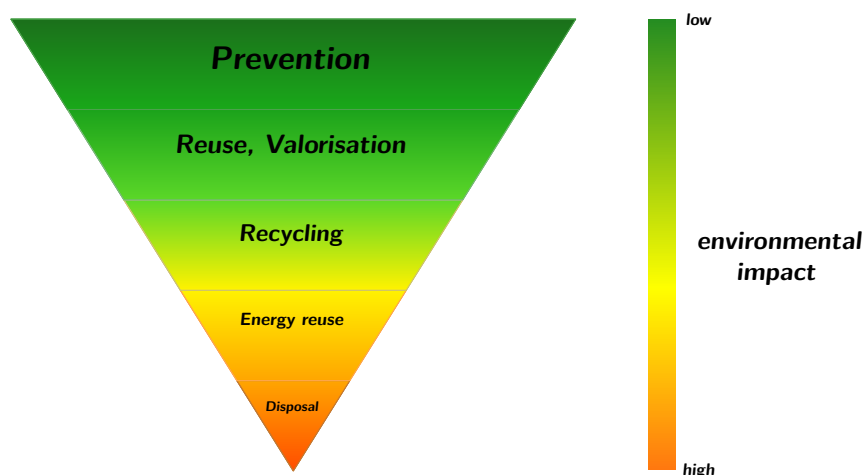 Prevention
Reuse, Valorisation
Recycling
Energy reuse
Disposal
low
environmental
impact
high